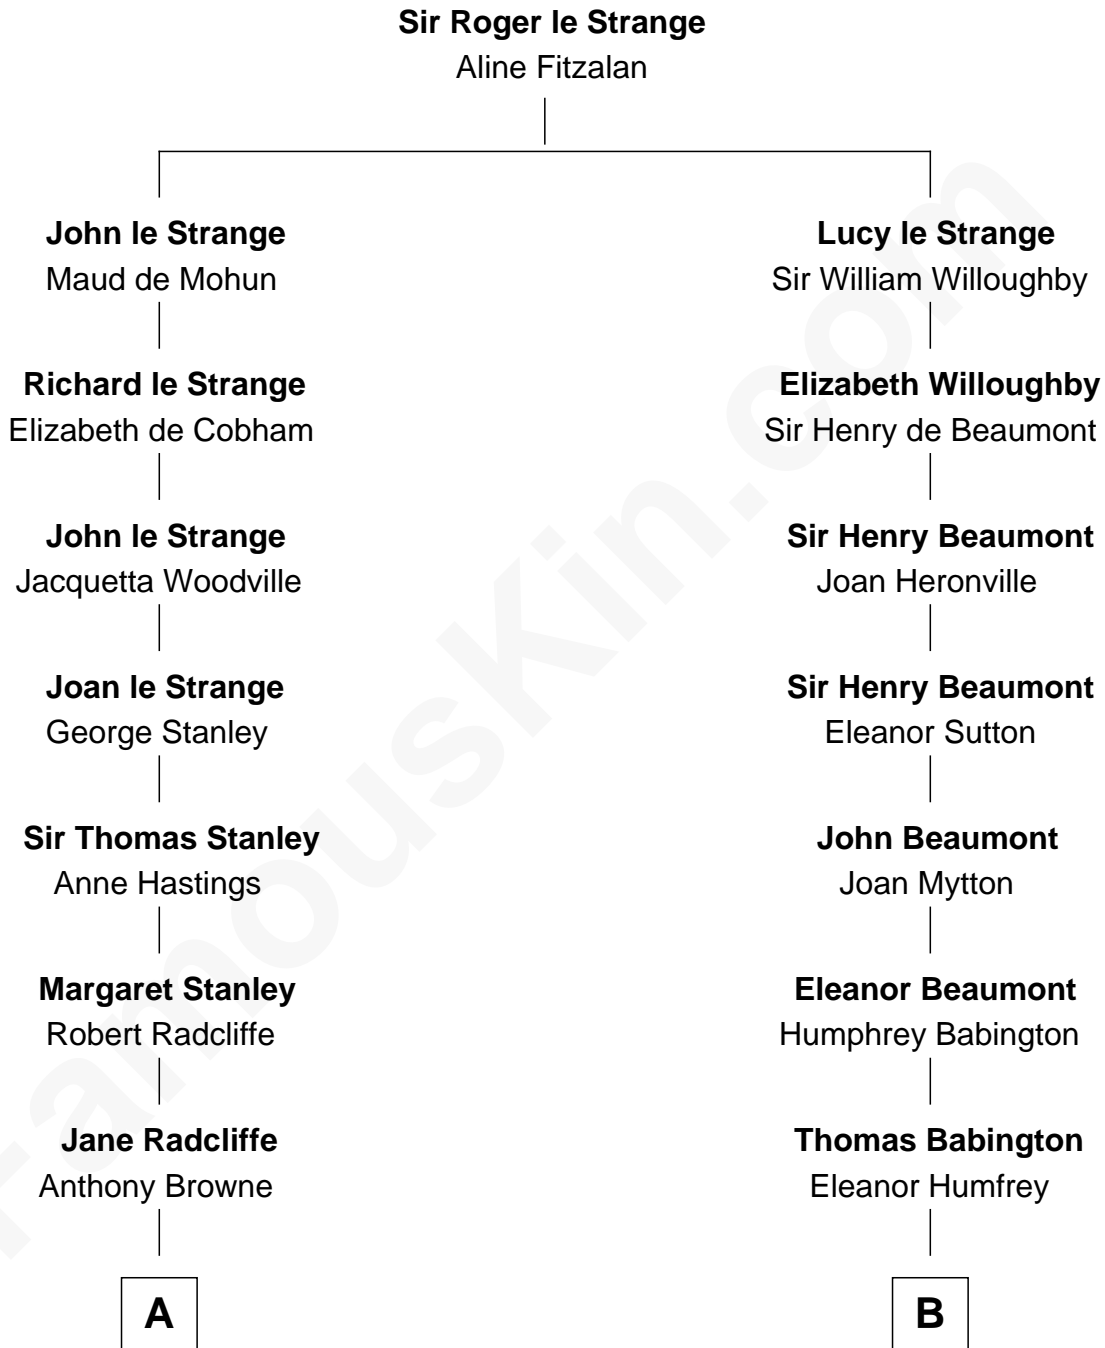 Sir Roger le Strange
Aline Fitzalan
John le Strange
Maud de Mohun
Lucy le Strange
Sir William Willoughby
Richard le Strange
Elizabeth de Cobham
Elizabeth Willoughby
Sir Henry de Beaumont
John le Strange
Jacquetta Woodville
Sir Henry Beaumont
Joan Heronville
Joan le Strange
George Stanley
Sir Henry Beaumont
Eleanor Sutton
Sir Thomas Stanley
Anne Hastings
John Beaumont
Joan Mytton
Margaret Stanley
Robert Radcliffe
Eleanor Beaumont
Humphrey Babington
Jane Radcliffe
Anthony Browne
Thomas Babington
Eleanor Humfrey
A
B
FamousKin.com